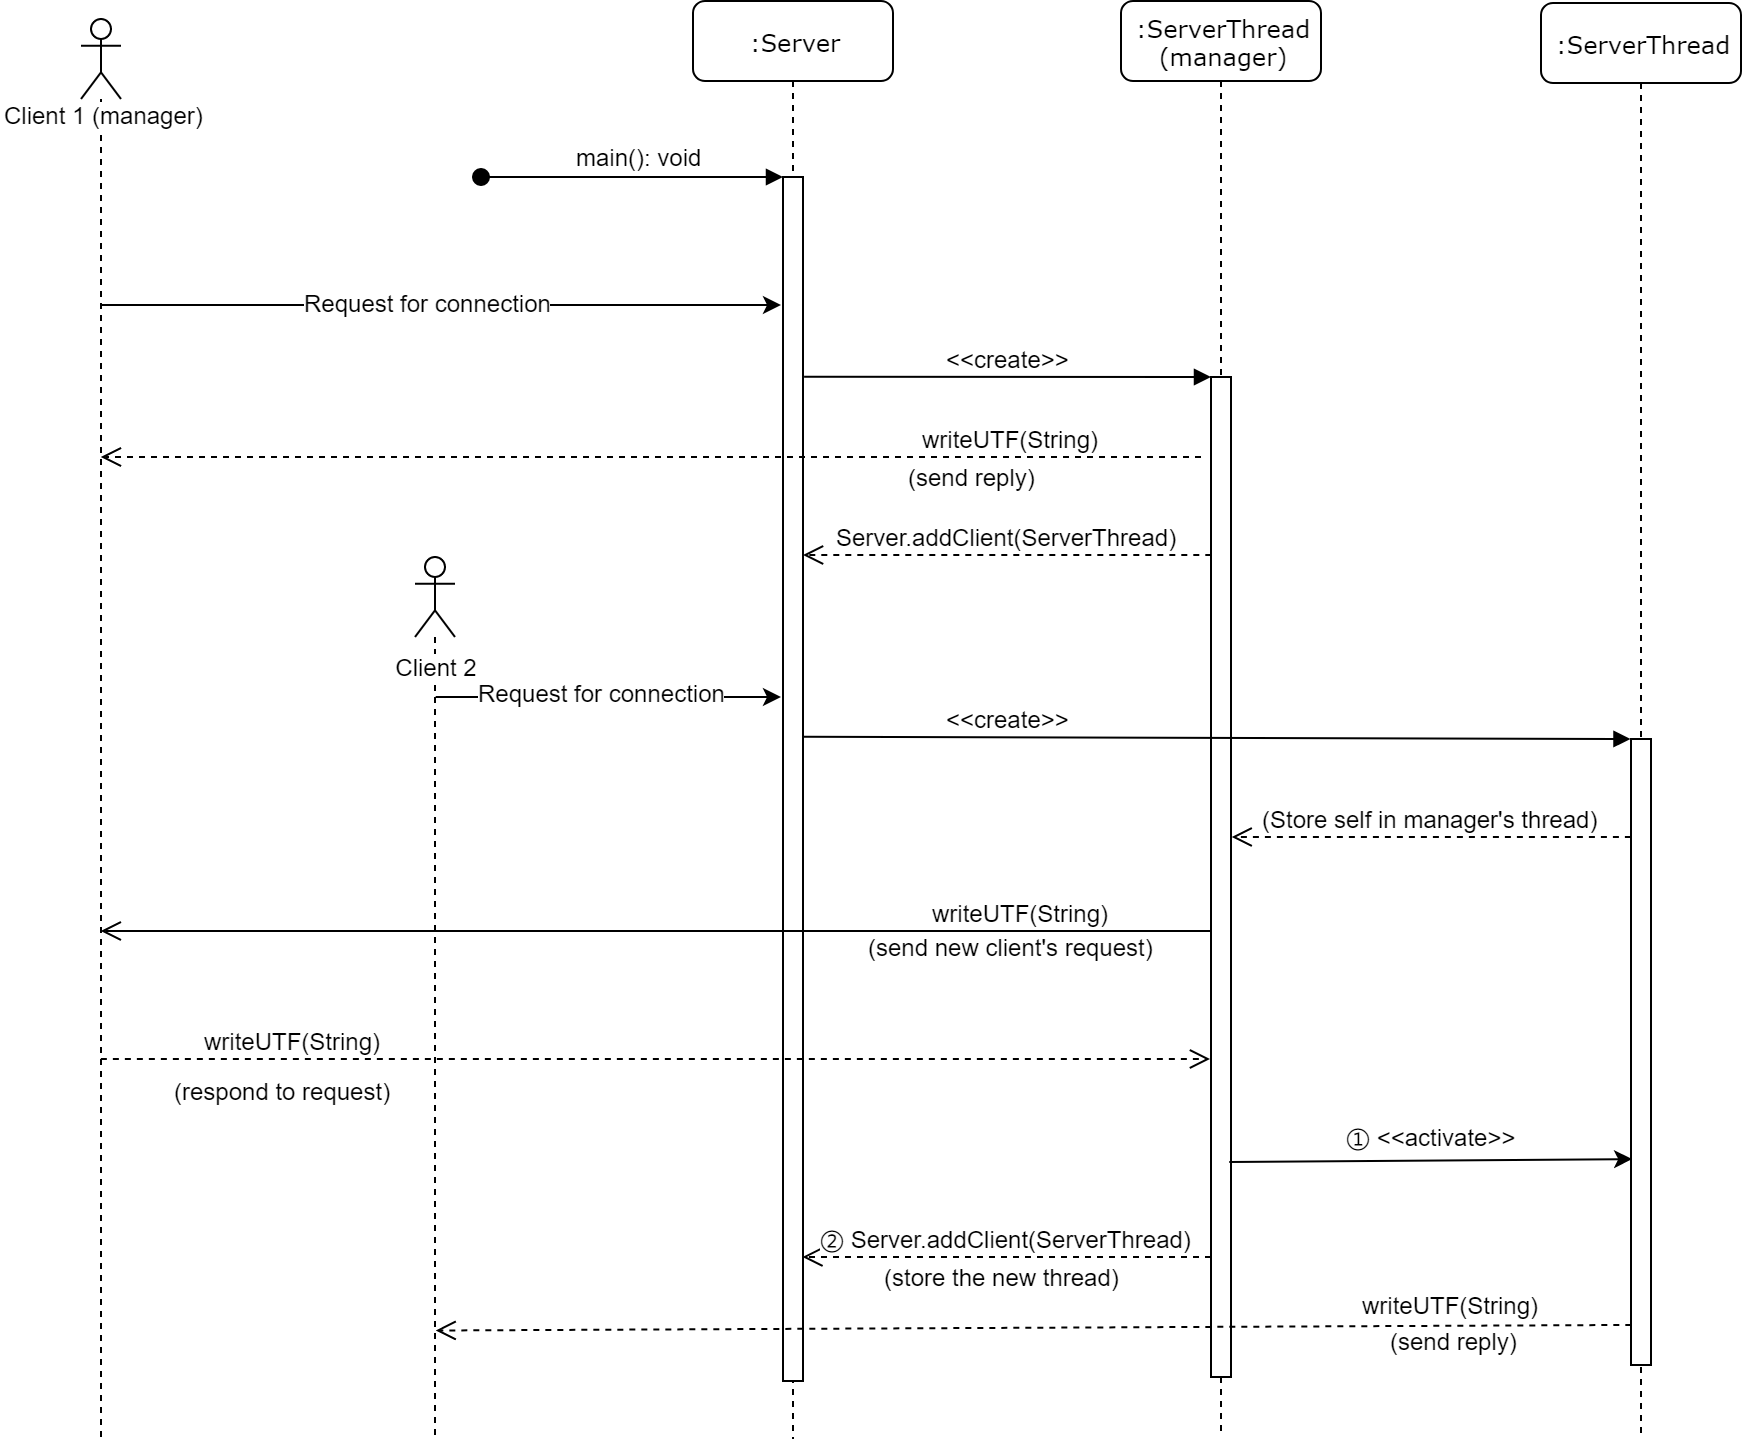 :Server
:ServerThread
(manager)
:ServerThread
Client 1 (manager)
main(): void
Request for connection
<<create>>
writeUTF(String)
(send reply)
Server.addClient(ServerThread)
Client 2
Request for connection
<<create>>
(Store self in manager's thread)
writeUTF(String)
(send new client's request)
writeUTF(String)
(respond to request)
① <<activate>>
② Server.addClient(ServerThread)
(store the new thread)
writeUTF(String)
(send reply)